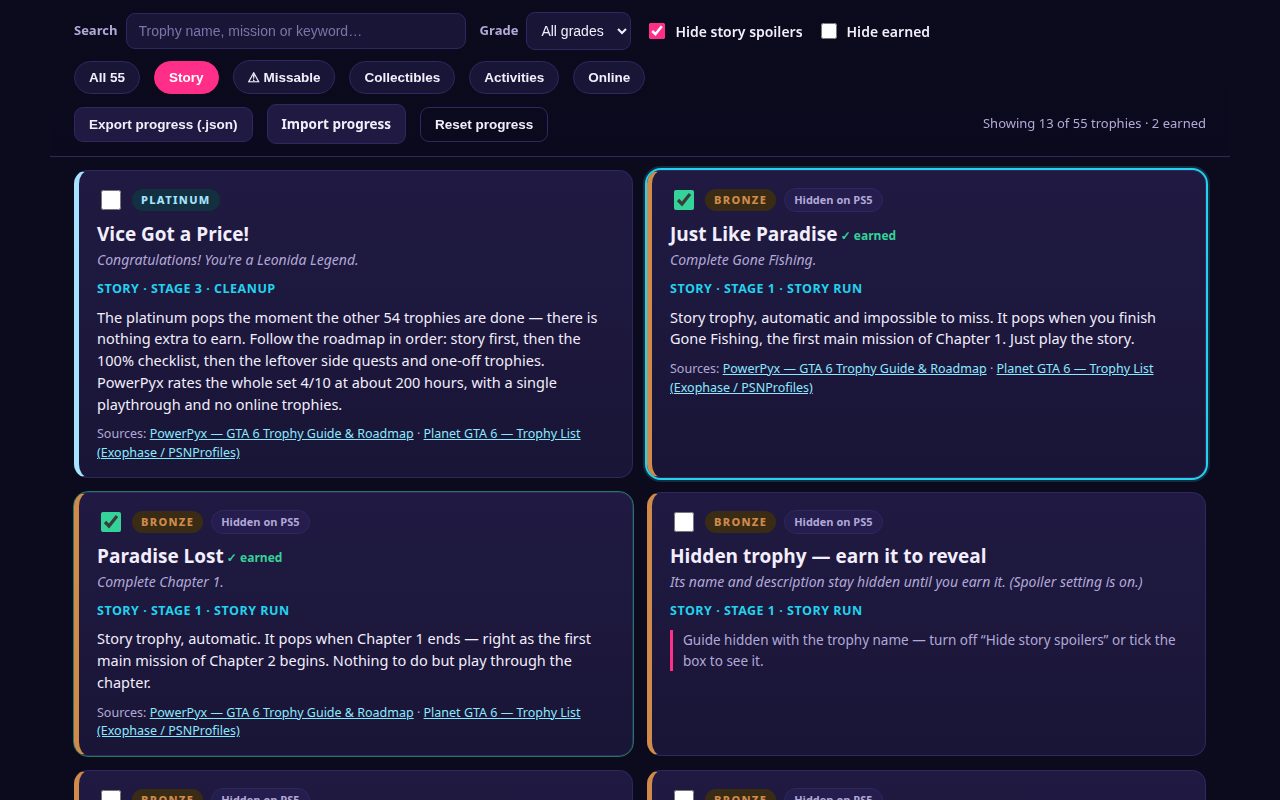 Search Trophy name, mission or keyword… Grade All grades Hide story spoilers Hide earned
All 55 Story ⚠ Missable Collectibles Activities Online
Export progress (.json) Import progress Reset progress Showing 13 of 55 trophies · 2 earned
PLATINUM
Vice Got a Price!
Congratulations! You're a Leonida Legend.
STORY · STAGE 3 · CLEANUP
The platinum pops the moment the other 54 trophies are done — there is
nothing extra to earn. Follow the roadmap in order: story first, then the
100% checklist, then the leftover side quests and one-off trophies.
PowerPyx rates the whole set 4/10 at about 200 hours, with a single
playthrough and no online trophies.
Sources: PowerPyx — GTA 6 Trophy Guide & Roadmap · Planet GTA 6 — Trophy List
(Exophase / PSNProfiles)
BRONZE Hidden on PS5
Just Like Paradise ✓ earned
Complete Gone Fishing.
STORY · STAGE 1 · STORY RUN
Story trophy, automatic and impossible to miss. It pops when you finish
Gone Fishing, the first main mission of Chapter 1. Just play the story.
Sources: PowerPyx — GTA 6 Trophy Guide & Roadmap · Planet GTA 6 — Trophy List
(Exophase / PSNProfiles)
BRONZE Hidden on PS5
Paradise Lost ✓ earned
Complete Chapter 1.
STORY · STAGE 1 · STORY RUN
Story trophy, automatic. It pops when Chapter 1 ends — right as the first
main mission of Chapter 2 begins. Nothing to do but play through the
chapter.
Sources: PowerPyx — GTA 6 Trophy Guide & Roadmap · Planet GTA 6 — Trophy List
(Exophase / PSNProfiles)
BRONZE Hidden on PS5
Hidden trophy — earn it to reveal
Its name and description stay hidden until you earn it. (Spoiler setting is on.)
STORY · STAGE 1 · STORY RUN
Guide hidden with the trophy name — turn off “Hide story spoilers” or tick the
box to see it.
BRONZE Hidden on PS5
BRONZE Hidden on PS5